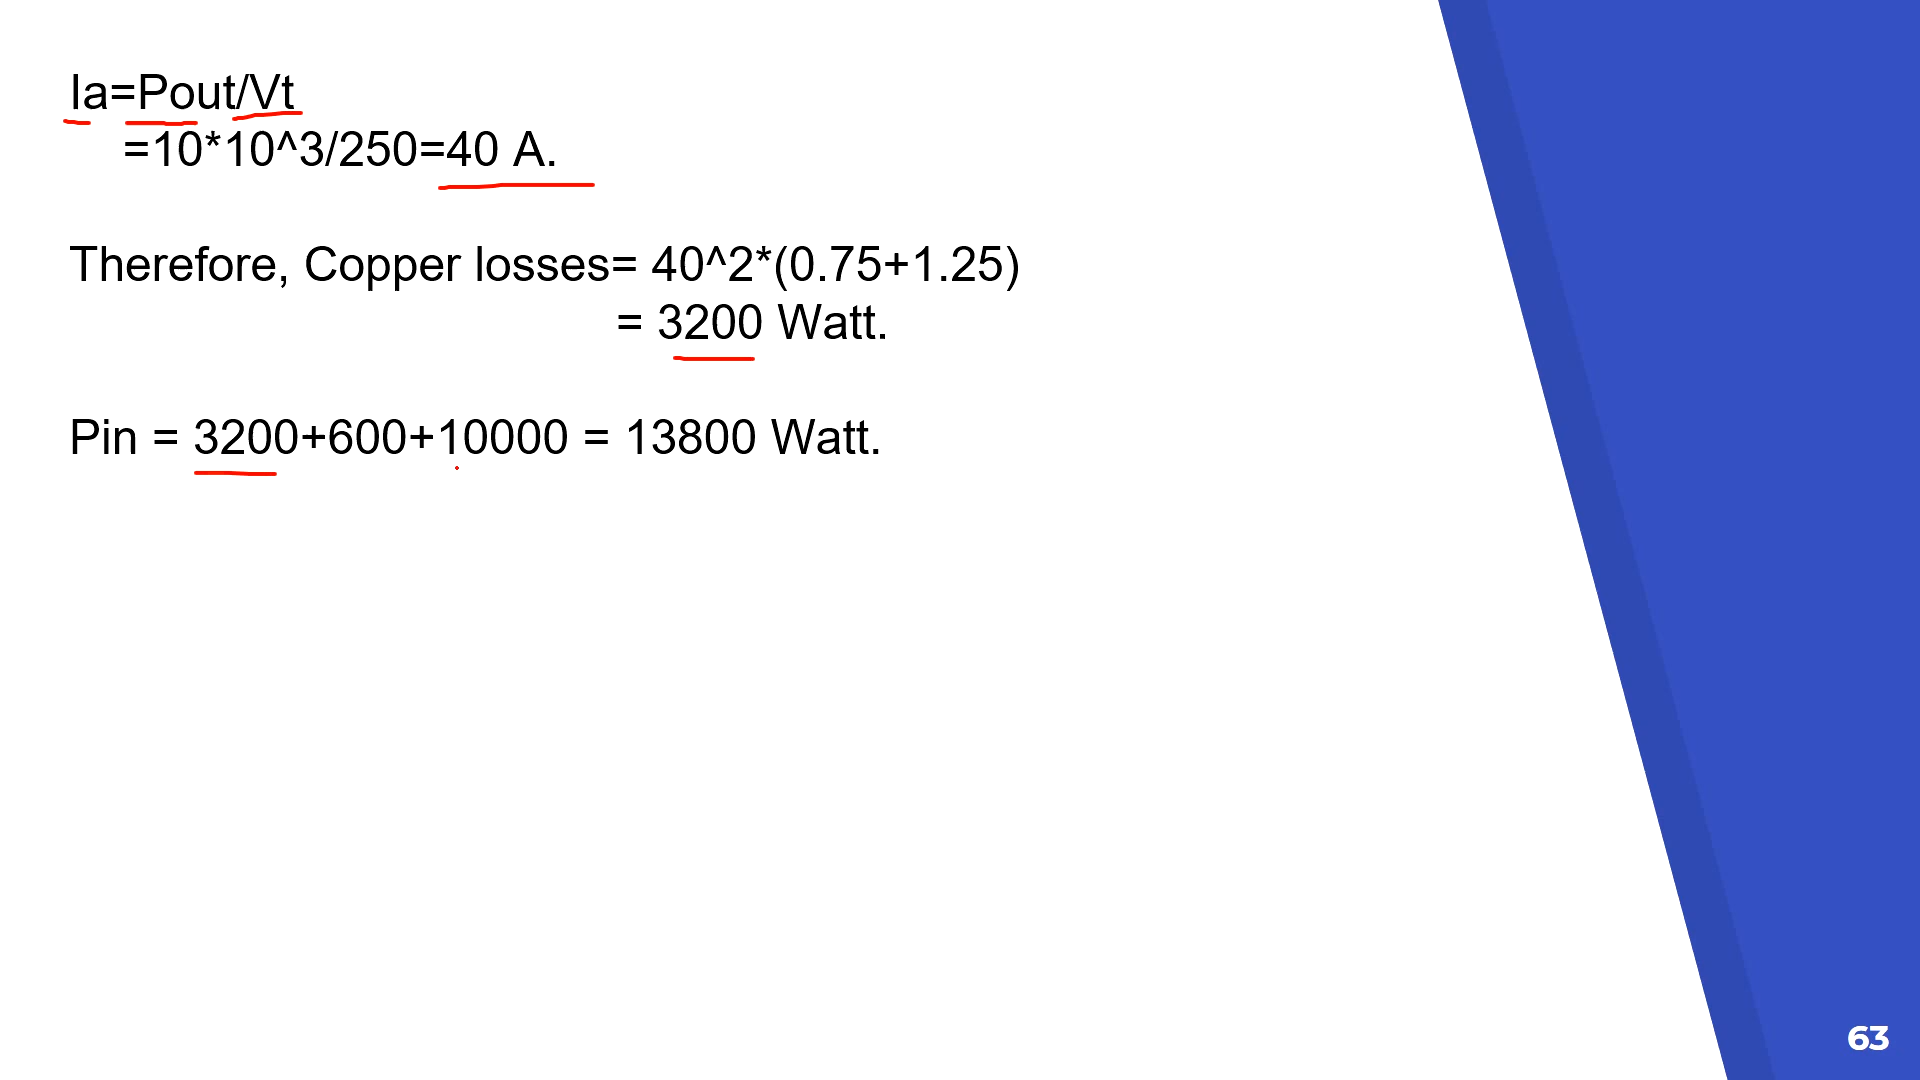 Ia=Pout/Vt
=10*10^3/250=40 A.
Therefore, Copper losses= 40^2*(0.75+1.25)
= 3200 Watt.
Pin = 3200+600+10000 = 13800 Watt.
63